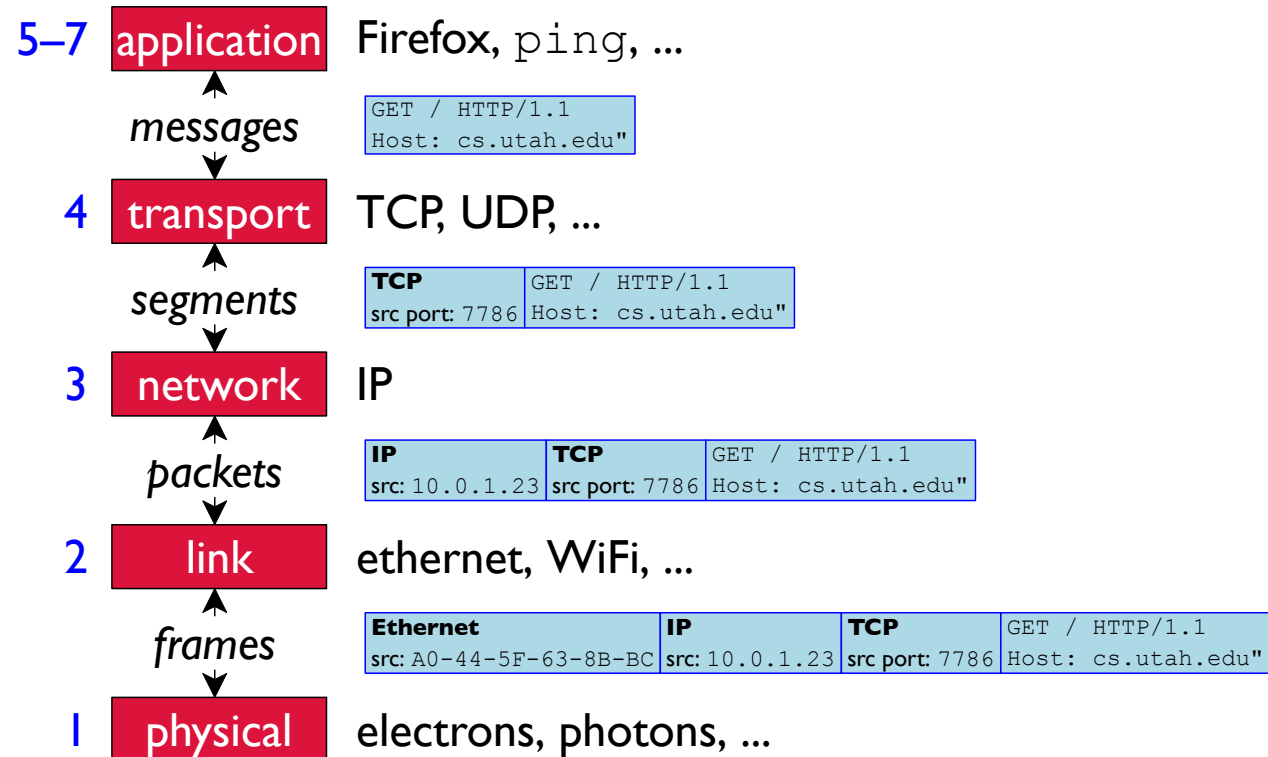 5–7 application Firefox, ping, ...
messages
GET / HTTP/1.1
Host: cs.utah.edu"
4 transport TCP, UDP, ...
segments
TCP GET / HTTP/1.1
src port: 7786 Host: cs.utah.edu"
3 network IP
packets
IP TCP GET / HTTP/1.1
src: 10.0.1.23 src port: 7786 Host: cs.utah.edu"
2 link ethernet, WiFi, ...
frames
Ethernet IP TCP GET / HTTP/1.1
src: A0-44-5F-63-8B-BC src: 10.0.1.23 src port: 7786 Host: cs.utah.edu"
1 physical electrons, photons, ...